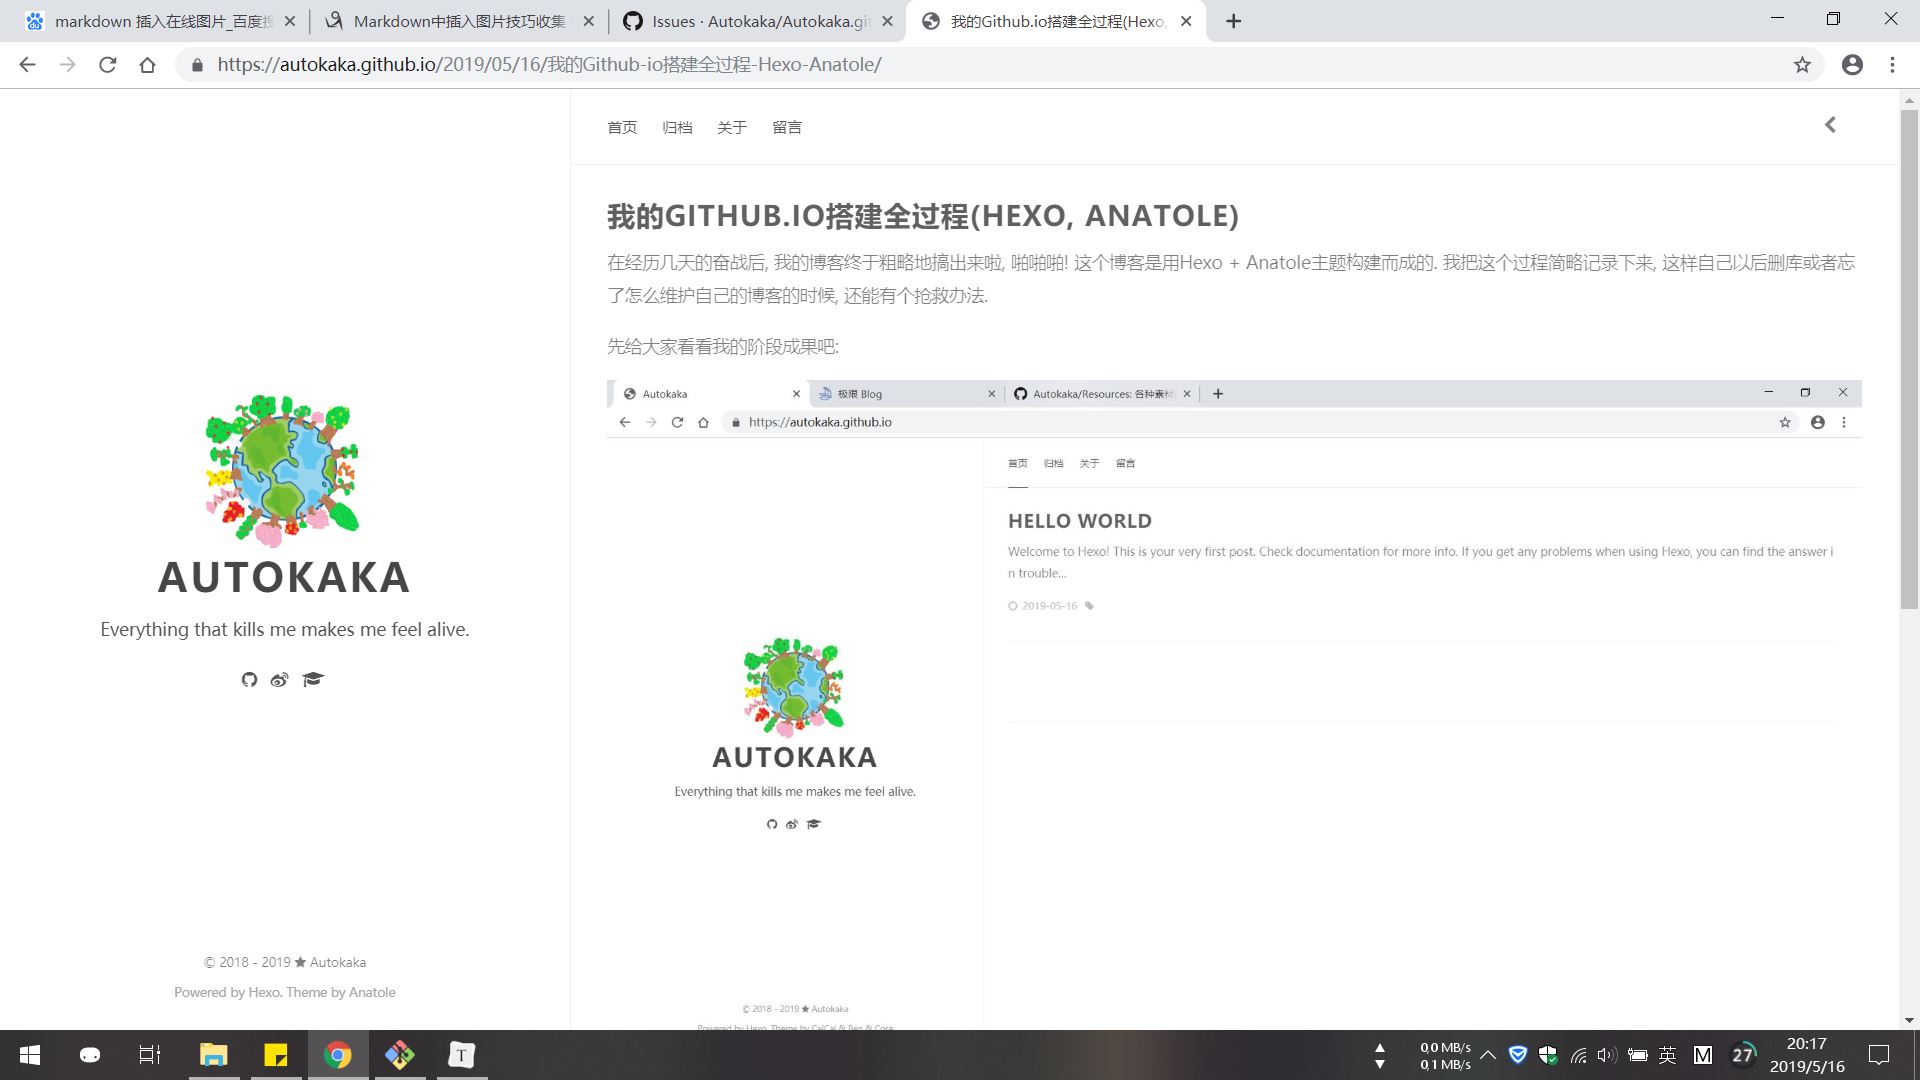 markdown 插入在线图片_百度搜
Markdown中插入图片技巧收集
Issues · Autokaka/Autokaka.git
我的Github.io搭建全过程(Hexo,
https://autokaka.github.io/2019/05/16/我的Github-io搭建全过程-Hexo-Anatole/
首页 归档 关于 留言
我的GITHUB.IO搭建全过程(HEXO, ANATOLE)
在经历几天的奋战后, 我的博客终于粗略地搞出来啦, 啪啪啪! 这个博客是用Hexo + Anatole主题构建而成的. 我把这个过程简略记录下来, 这样自己以后删库或者忘
了怎么维护自己的博客的时候, 还能有个抢救办法.
先给大家看看我的阶段成果吧:
Autokaka
极限 Blog
Autokaka/Resources: 各种素材
https://autokaka.github.io
首页 归档 关于 留言
HELLO WORLD
Welcome to Hexo! This is your very first post. Check documentation for more info. If you get any problems when using Hexo, you can find the answer i
n trouble...
2019-05-16
AUTOKAKA
Everything that kills me makes me feel alive.
© 2018 - 2019 ★ Autokaka
Powered by Hexo. Theme by CaiCai & Ben & Core
AUTOKAKA
Everything that kills me makes me feel alive.
© 2018 - 2019 ★ Autokaka
Powered by Hexo. Theme by Anatole
T
0.0 MB/s
0.1 MB/s
英
M
27
20:17
2019/5/16